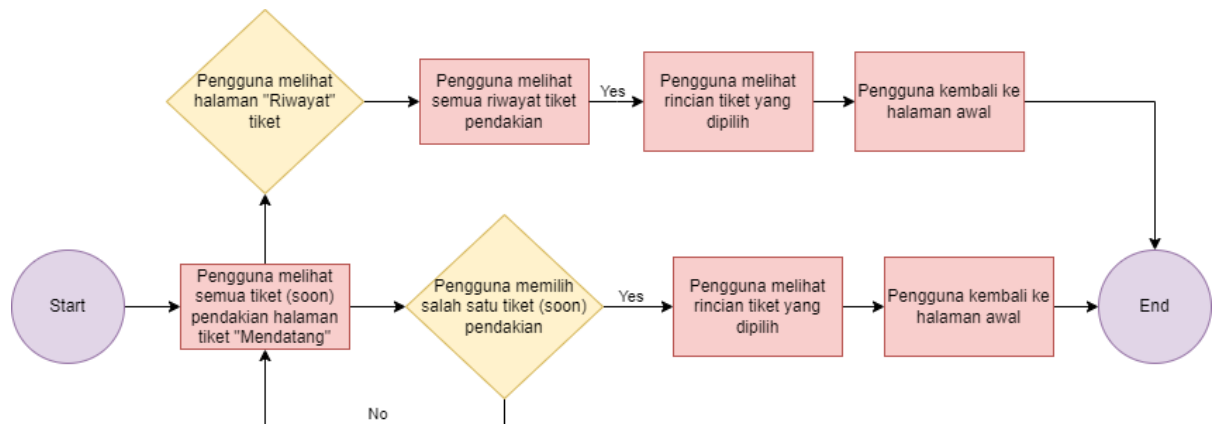 Pengguna melihat
halaman "Riwayat"
tiket
Pengguna melihat
semua riwayat tiket
pendakian
Yes
Pengguna melihat
rincian tiket yang
dipilih
Pengguna kembali ke
halaman awal
Start
Pengguna melihat
semua tiket (soon)
pendakian halaman
tiket "Mendatang"
Pengguna memilih
salah satu tiket (soon)
pendakian
Yes
Pengguna melihat
rincian tiket yang
dipilih
Pengguna kembali ke
halaman awal
End
No